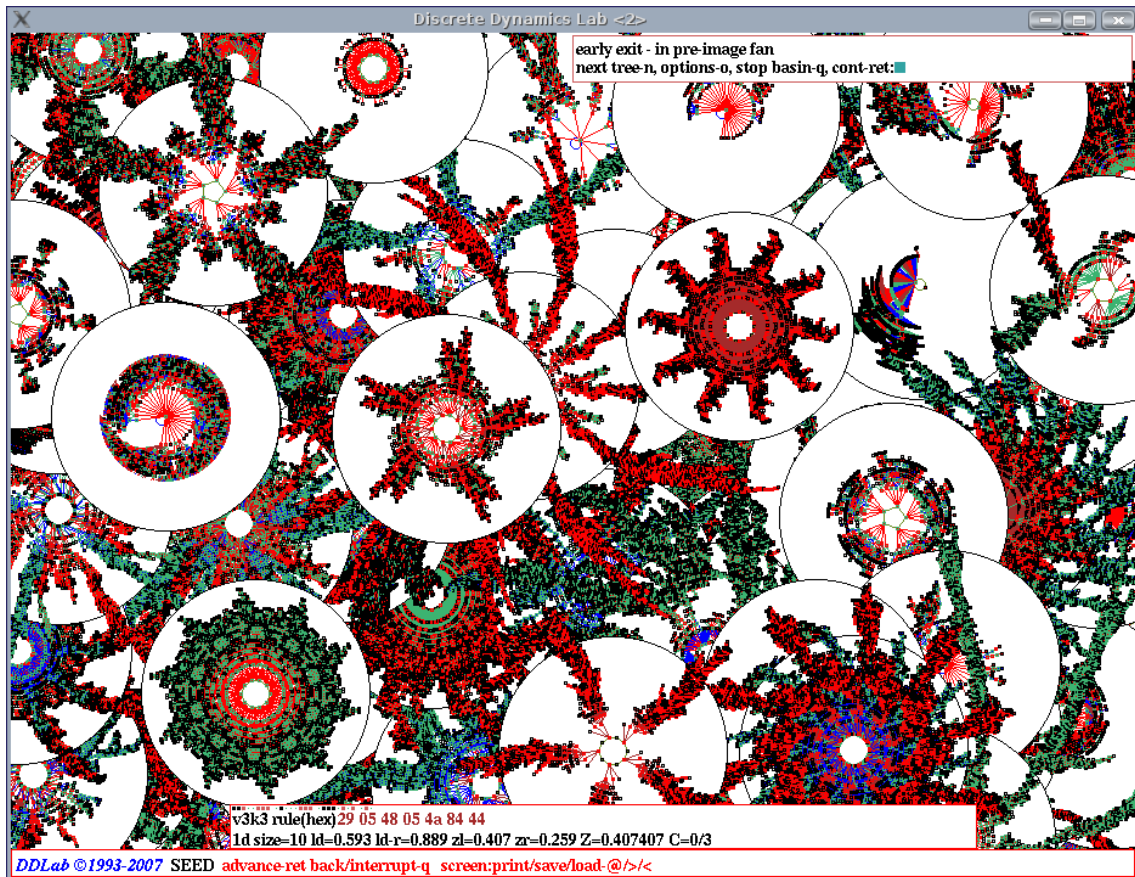 Discrete Dynamics Lab <2>
early exit - in pre-image fan
next tree-n, options-o, stop basin-q, cont-ret:
v3k3 rule(hex)29 05 48 05 4a 84 44
1d size=10 ld=0.593 ld-r=0.889 zl=0.407 zr=0.259 Z=0.407407 C=0/3
DDLab ©1993-2007 SEED advance-ret back/interrupt-q screen:print/save/load-@/>/<